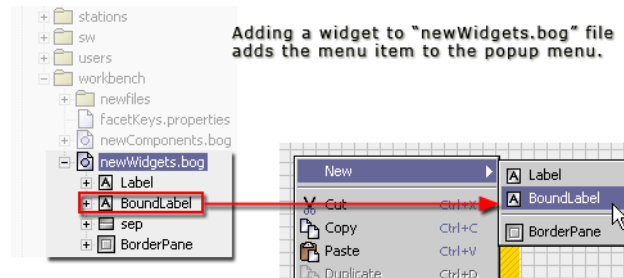 stations
sw
users
workbench
newfiles
facetKeys.properties
newComponents.bog
newWidgets.bog
A Label
A BoundLabel
sep
BorderPane
Adding a widget to “newWidgets.bog” file
adds the menu item to the popup menu.
New
Cut Ctrl+X
Copy Ctrl+C
Paste Ctrl+V
Duplicate Ctrl+D
A Label
A BoundLabel
BorderPane